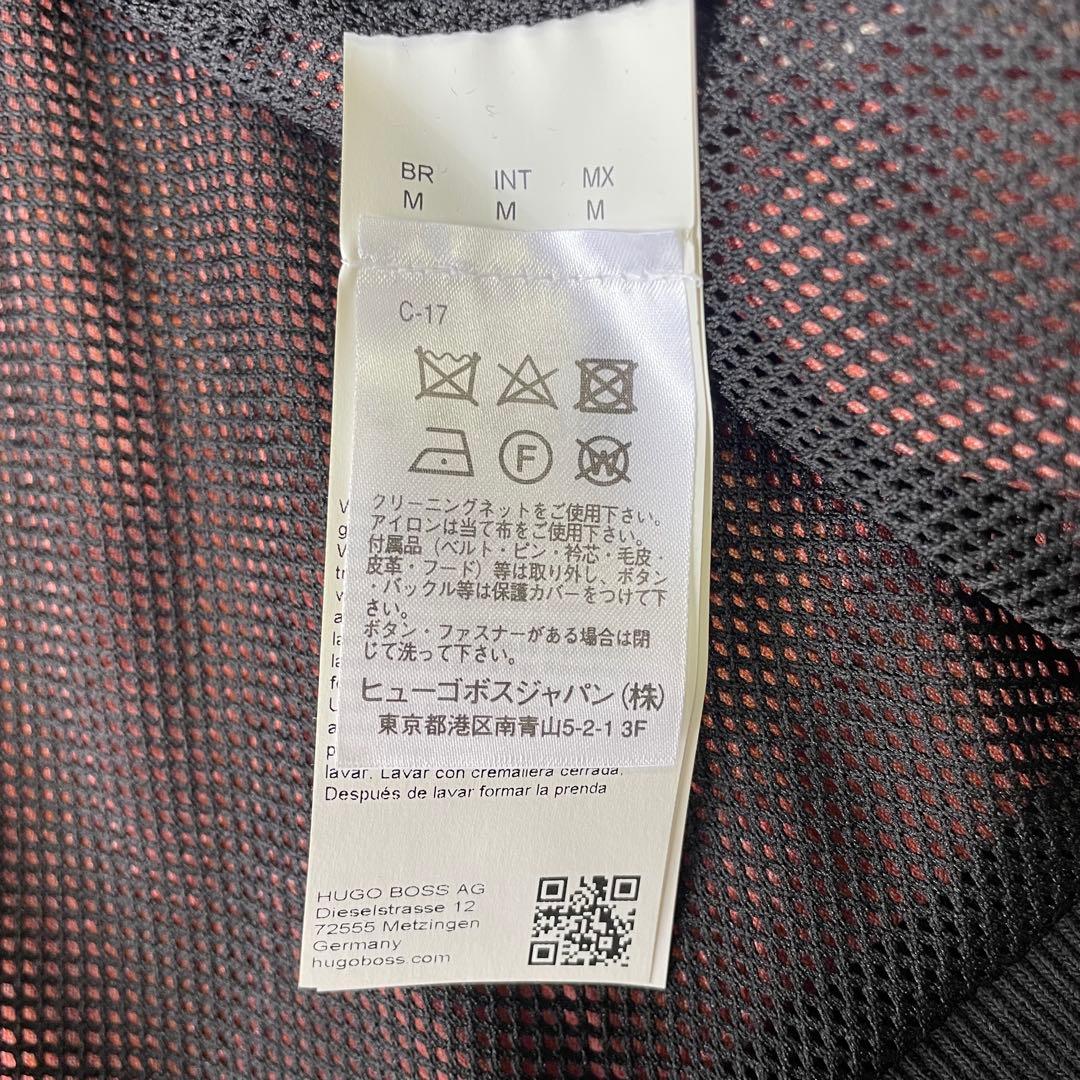 BR INT MX
M M M
C-17
F W
クリーニングネットをご使用下さい。
アイロンは当て布をご使用下さい。
付属品（ベルト・ピン・衿芯・毛皮・
皮革・フード）等は取り外し、ボタン
・バックル等は保護カバーをつけて下
さい。
ボタン・ファスナーがある場合は閉
じて洗って下さい。
ヒューゴボスジャパン(株)
東京都港区南青山5-2-1 3F
lavar. Lavar con cremallera cerrada.
Después de lavar formar la prenda
HUGO BOSS AG
Dieselstrasse 12
72555 Metzingen
Germany
hugoboss.com